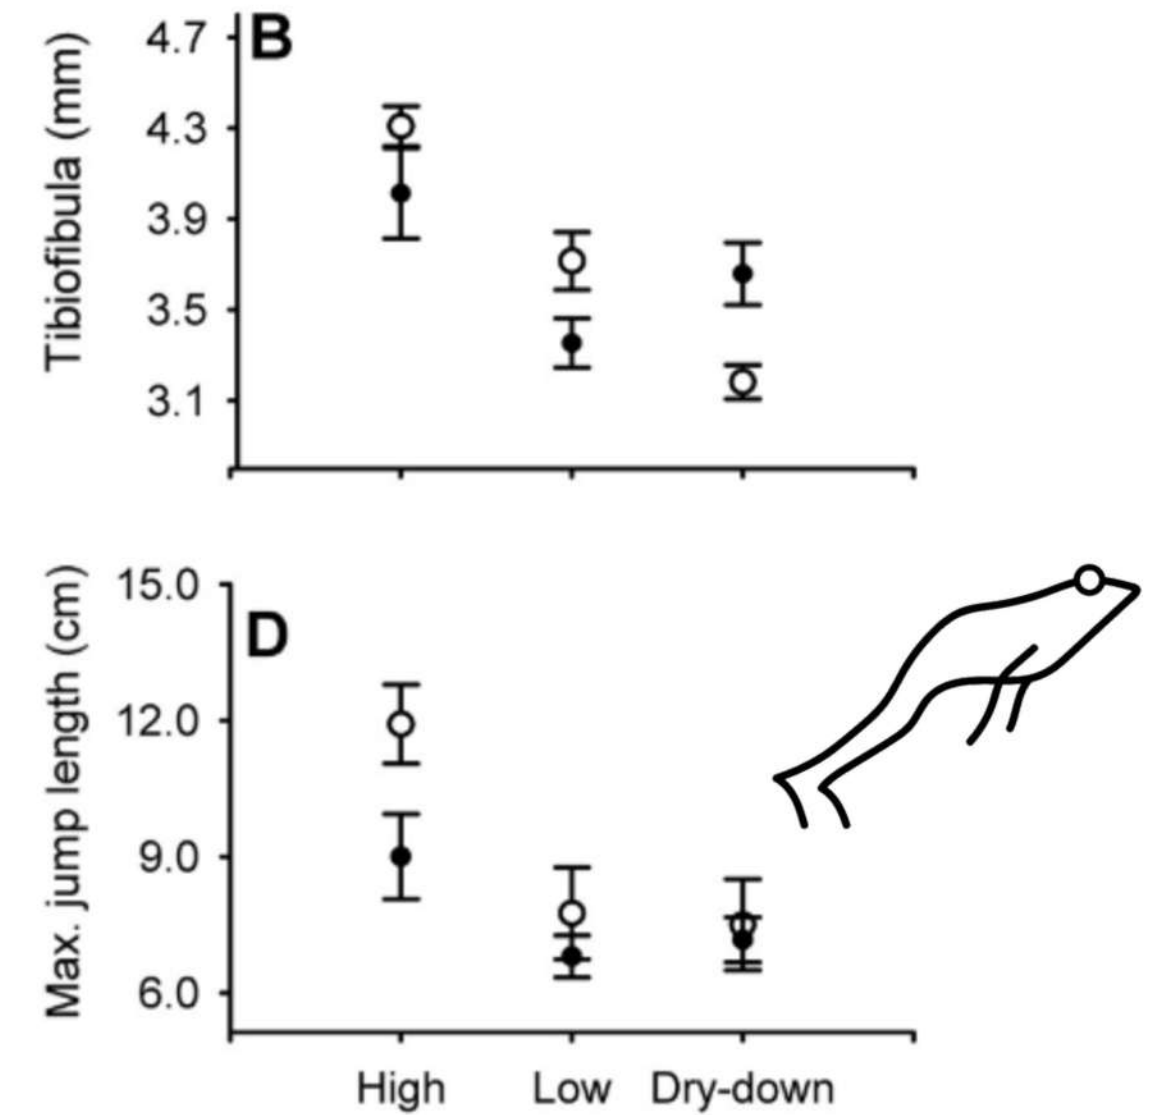 B
Tibiofibula (mm)
4.7
4.3
3.9
3.5
3.1
D
Max. jump length (cm)
15.0
12.0
9.0
6.0
High Low Dry-down